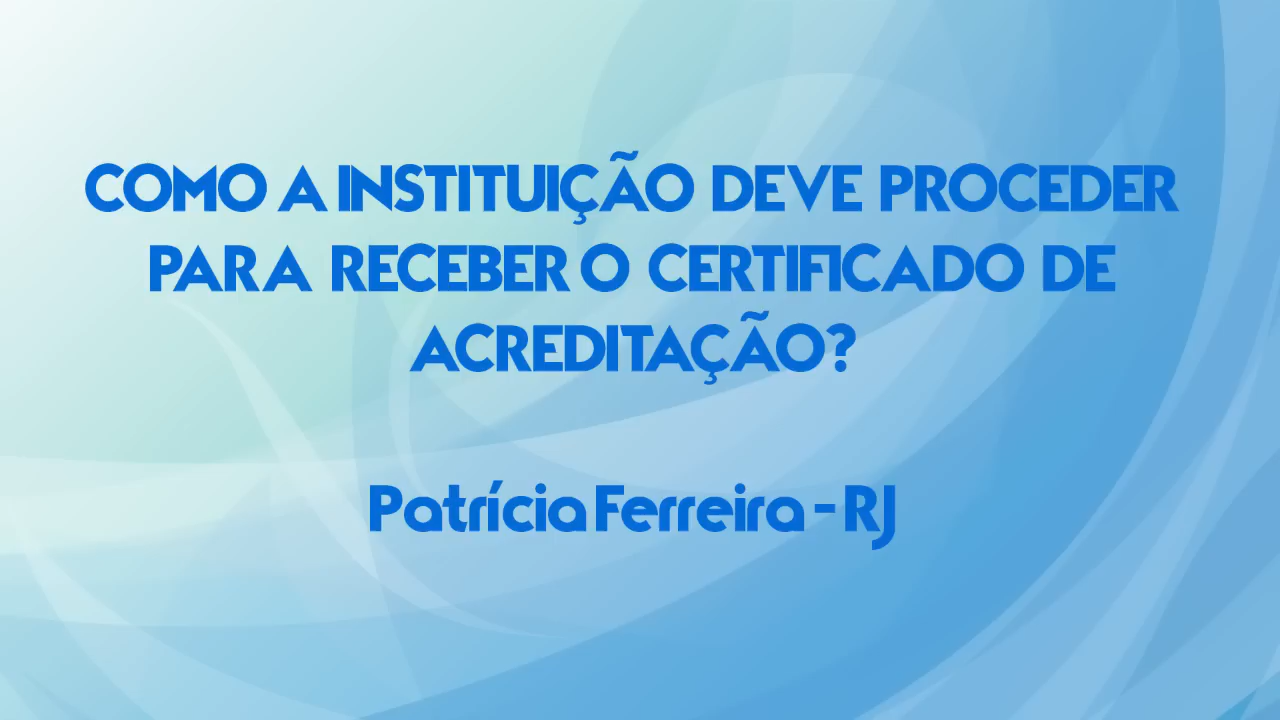 COMO A INSTITUIÇÃO DEVE PROCEDER
PARA RECEBER O CERTIFICADO DE
ACREDITAÇÃO?
Patrícia Ferreira - RJ